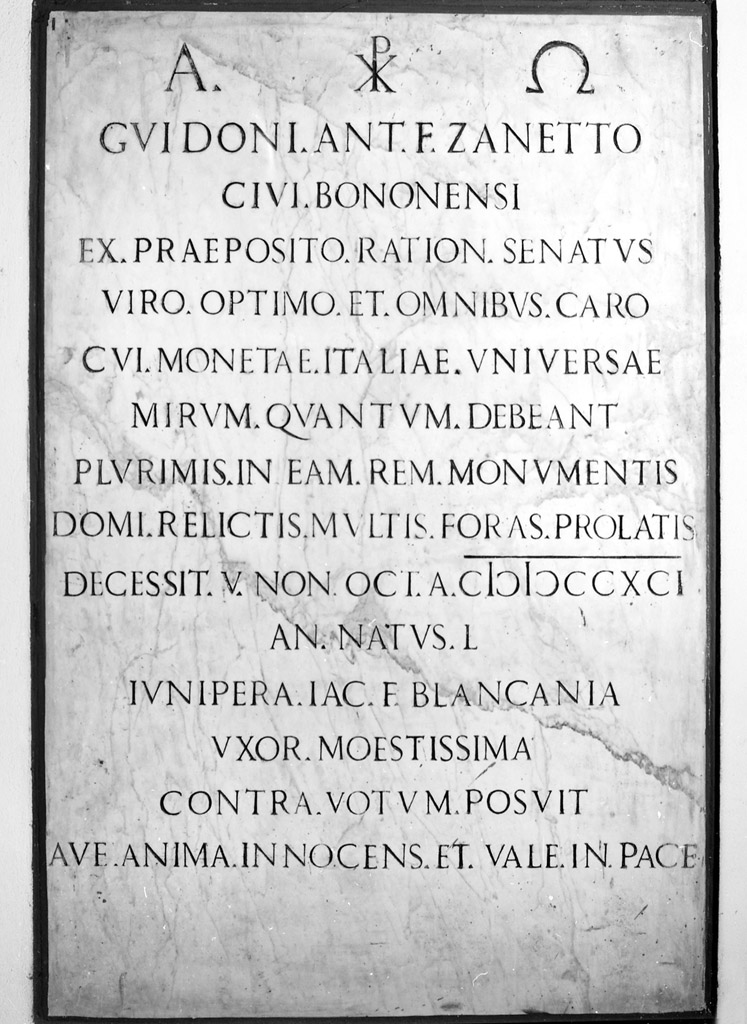 A. ☧ Ω
GVIDONI.ANT.F.ZANETTO
CIVI.BONONENSI
EX.PRAEPOSITO.RATION.SENATVS
VIRO.OPTIMO.ET.OMNIBVS.CARO
CVI.MONETAE.ITALIAE.VNIVERSAE
MIRVM.QVANTVM.DEBEANT
PLVRIMIS.IN EAM.REM.MONVMENTIS
DOMI.RELICTIS.MVLTIS.FORAS.PROLATIS
DECESSIT.V.NON.OCT.A.CIƆIƆCCXCI
AN.NATVS.L
IVNIPERA.IAC.F.BLANCANIA
VXOR.MOESTISSIMA
CONTRA.VOTVM.POSVIT
AVE.ANIMA.INNOCENS.ET.VALE.IN.PACE